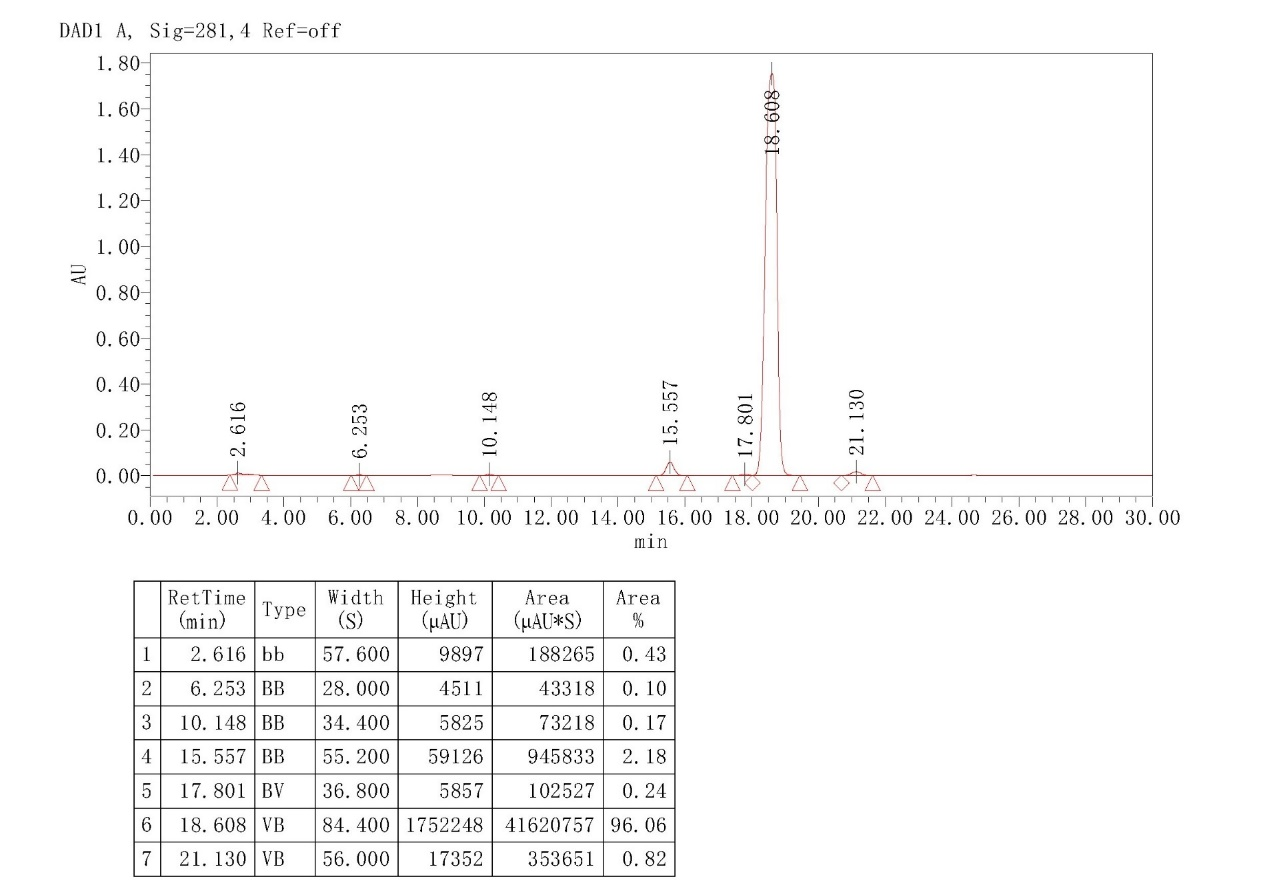 DAD1 A, Sig=281,4 Ref=off
1.80
1.60
1.40
1.20
1.00
0.80
0.60
0.40
0.20
0.00
AU
2.616
6.253
10.148
15.557
17.801
18.608
21.130
0.00 2.00 4.00 6.00 8.00 10.00 12.00 14.00 16.00 18.00 20.00 22.00 24.00 26.00 28.00 30.00
min
RetTime (min) Type Width (S) Height (μAU) Area (μAU*S) Area %
1 2.616 bb 57.600 9897 188265 0.43
2 6.253 BB 28.000 4511 43318 0.10
3 10.148 BB 34.400 5825 73218 0.17
4 15.557 BB 55.200 59126 945833 2.18
5 17.801 BV 36.800 5857 102527 0.24
6 18.608 VB 84.400 1752248 41620757 96.06
7 21.130 VB 56.000 17352 353651 0.82